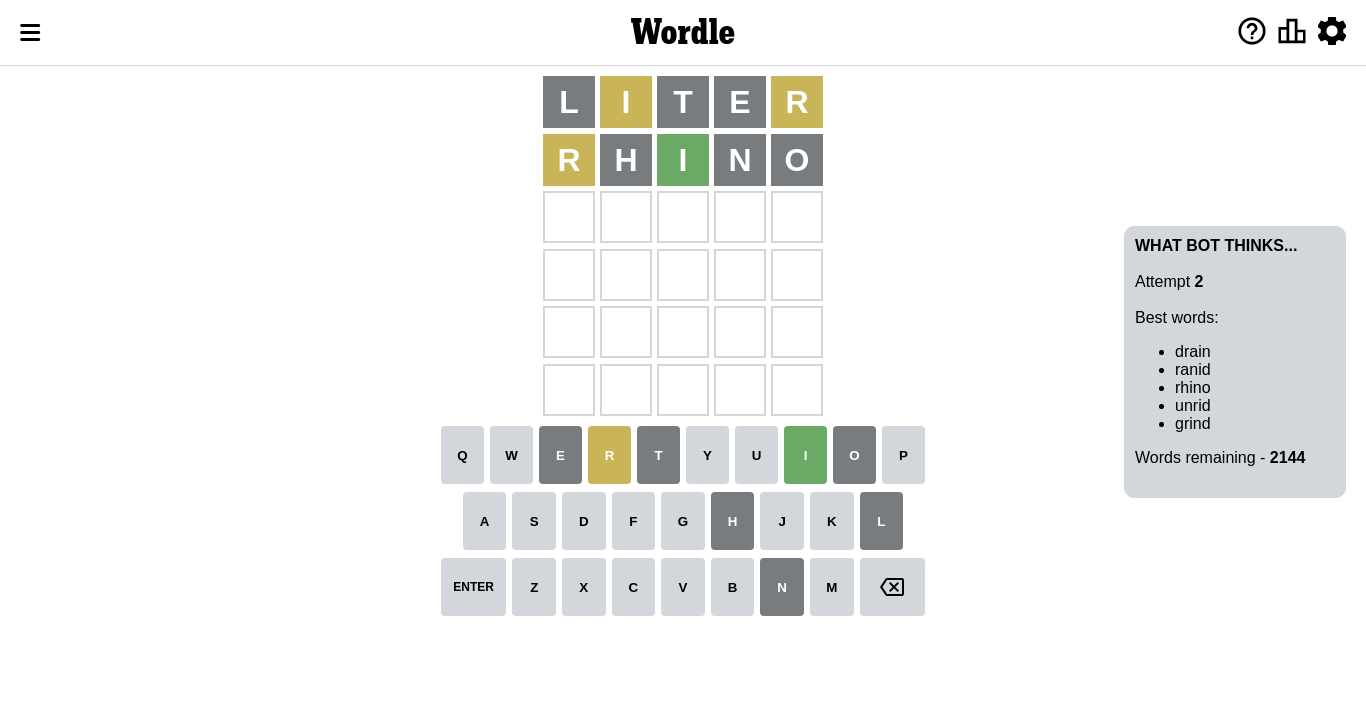 Wordle
L I T E R
R H I N O
WHAT BOT THINKS...
Attempt 2
Best words:
• drain
• ranid
• rhino
• unrid
• grind
Words remaining - 2144
Q W E R T Y U I O P
A S D F G H J K L
ENTER Z X C V B N M